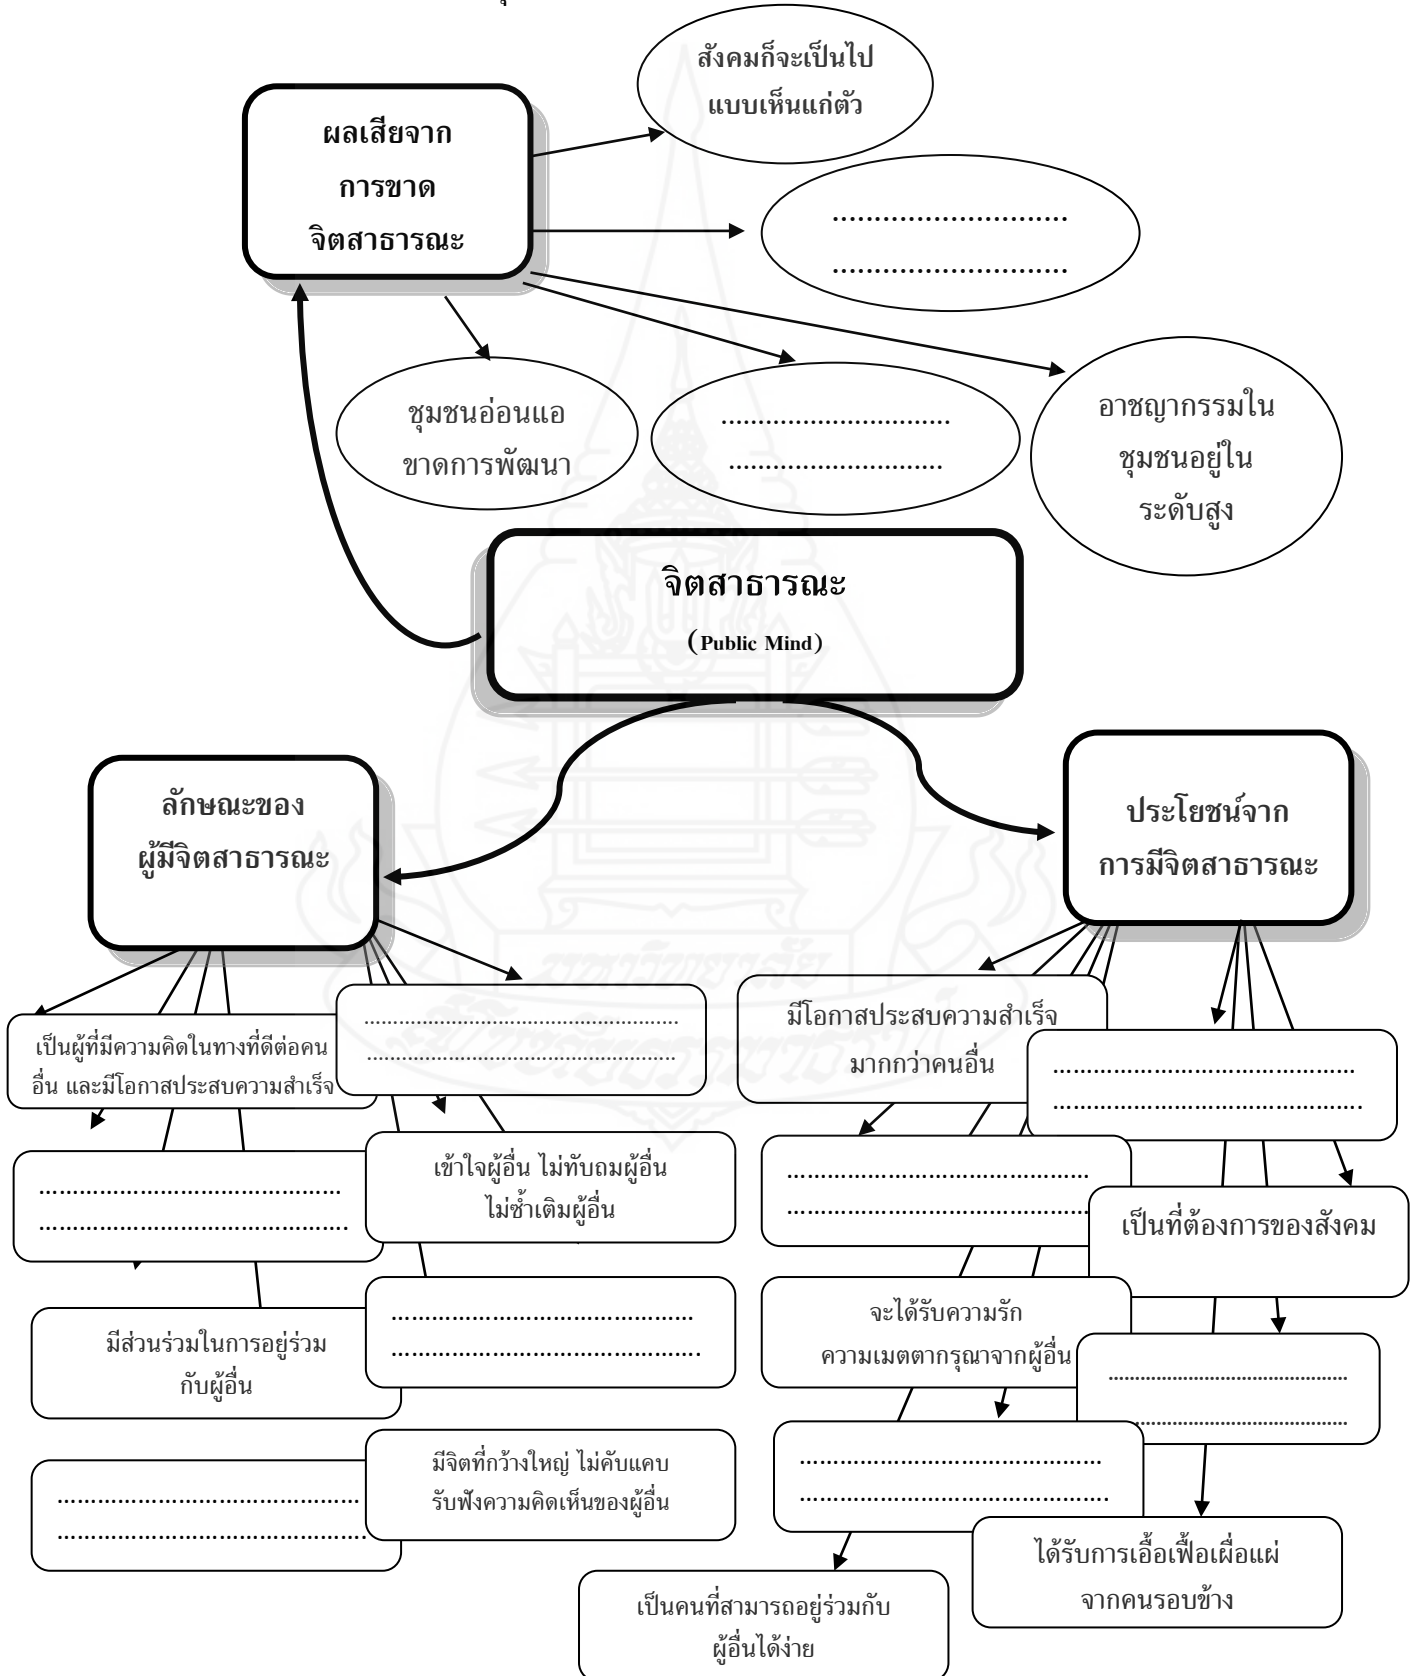 สังคมก็จะเป็นไป
แบบเห็นแก่ตัว
ผลเสียจาก
การขาด
จิตสาธารณะ
............................
............................
ชุมชนอ่อนแอ
ขาดการพัฒนา
...............................
.............................
อาชญากรรมใน
ชุมชนอยู่ใน
ระดับสูง
จิตสาธารณะ
(Public Mind)
ลักษณะของ
ผู้มีจิตสาธารณะ
ประโยชน์จาก
การมีจิตสาธารณะ
เป็นผู้ที่มีความคิดในทางที่ดีต่อคน
อื่น และมีโอกาสประสบความสำเร็จ
..........................................................
..........................................................
............................................
.............................................
เข้าใจผู้อื่น ไม่ทับถมผู้อื่น
ไม่ซ้ำเติมผู้อื่น
มีส่วนร่วมในการอยู่ร่วม
กับผู้อื่น
............................................
.............................................
............................................
.............................................
มีจิตที่กว้างใหญ่ ไม่คับแคบ
รับฟังความคิดเห็นของผู้อื่น
มีโอกาสประสบความสำเร็จ
มากกว่าคนอื่น
............................................
.............................................
............................................
.............................................
เป็นที่ต้องการของสังคม
จะได้รับความรัก
ความเมตตากรุณาจากผู้อื่น
............................................
............................................
............................................
.............................................
ได้รับการเอื้อเฟื้อเผื่อแผ่
จากคนรอบข้าง
เป็นคนที่สามารถอยู่ร่วมกับ
ผู้อื่นได้ง่าย